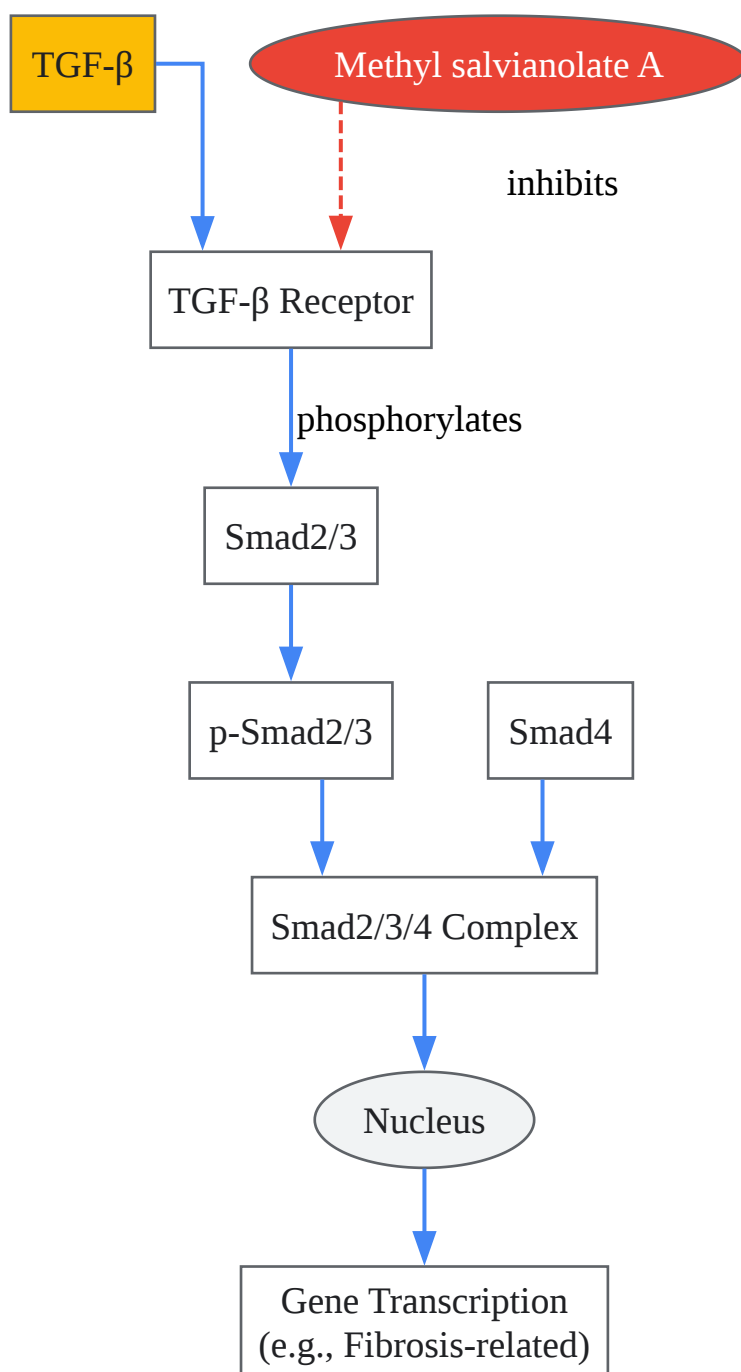 TGF-β
Methyl salvianolate A
inhibits
TGF-β Receptor
phosphorylates
Smad2/3
p-Smad2/3
Smad4
Smad2/3/4 Complex
Nucleus
Gene Transcription
(e.g., Fibrosis-related)